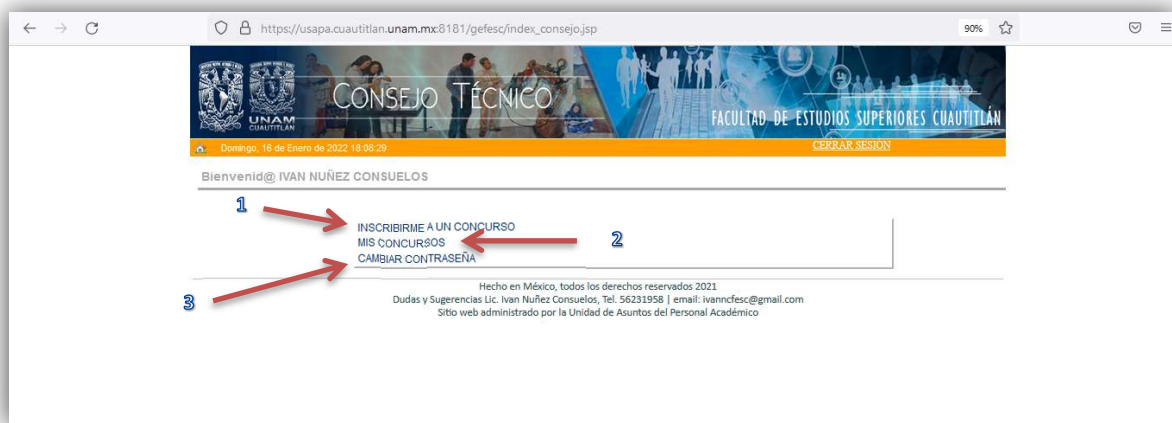 https://usapa.cuautitlan.unam.mx:8181/gefesc/index_consejo.jsp
90%
UNAM
CUAUTITLAN
CONSEJO TÉCNICO
FACULTAD DE ESTUDIOS SUPERIORES CUAUTITLÁN
Domingo, 16 de Enero de 2022 18:08:29
CERRAR SESION
Bienvenid@ IVAN NUÑEZ CONSUELOS
1
INSCRIBIRME A UN CONCURSO
MIS CONCURSOS
2
CAMBIAR CONTRASEÑA
3
Hecho en México, todos los derechos reservados 2021
Dudas y Sugerencias Lic. Ivan Nuñez Consuelos, Tel. 56231958 | email: ivanncfesc@gmail.com
Sitio web administrado por la Unidad de Asuntos del Personal Académico